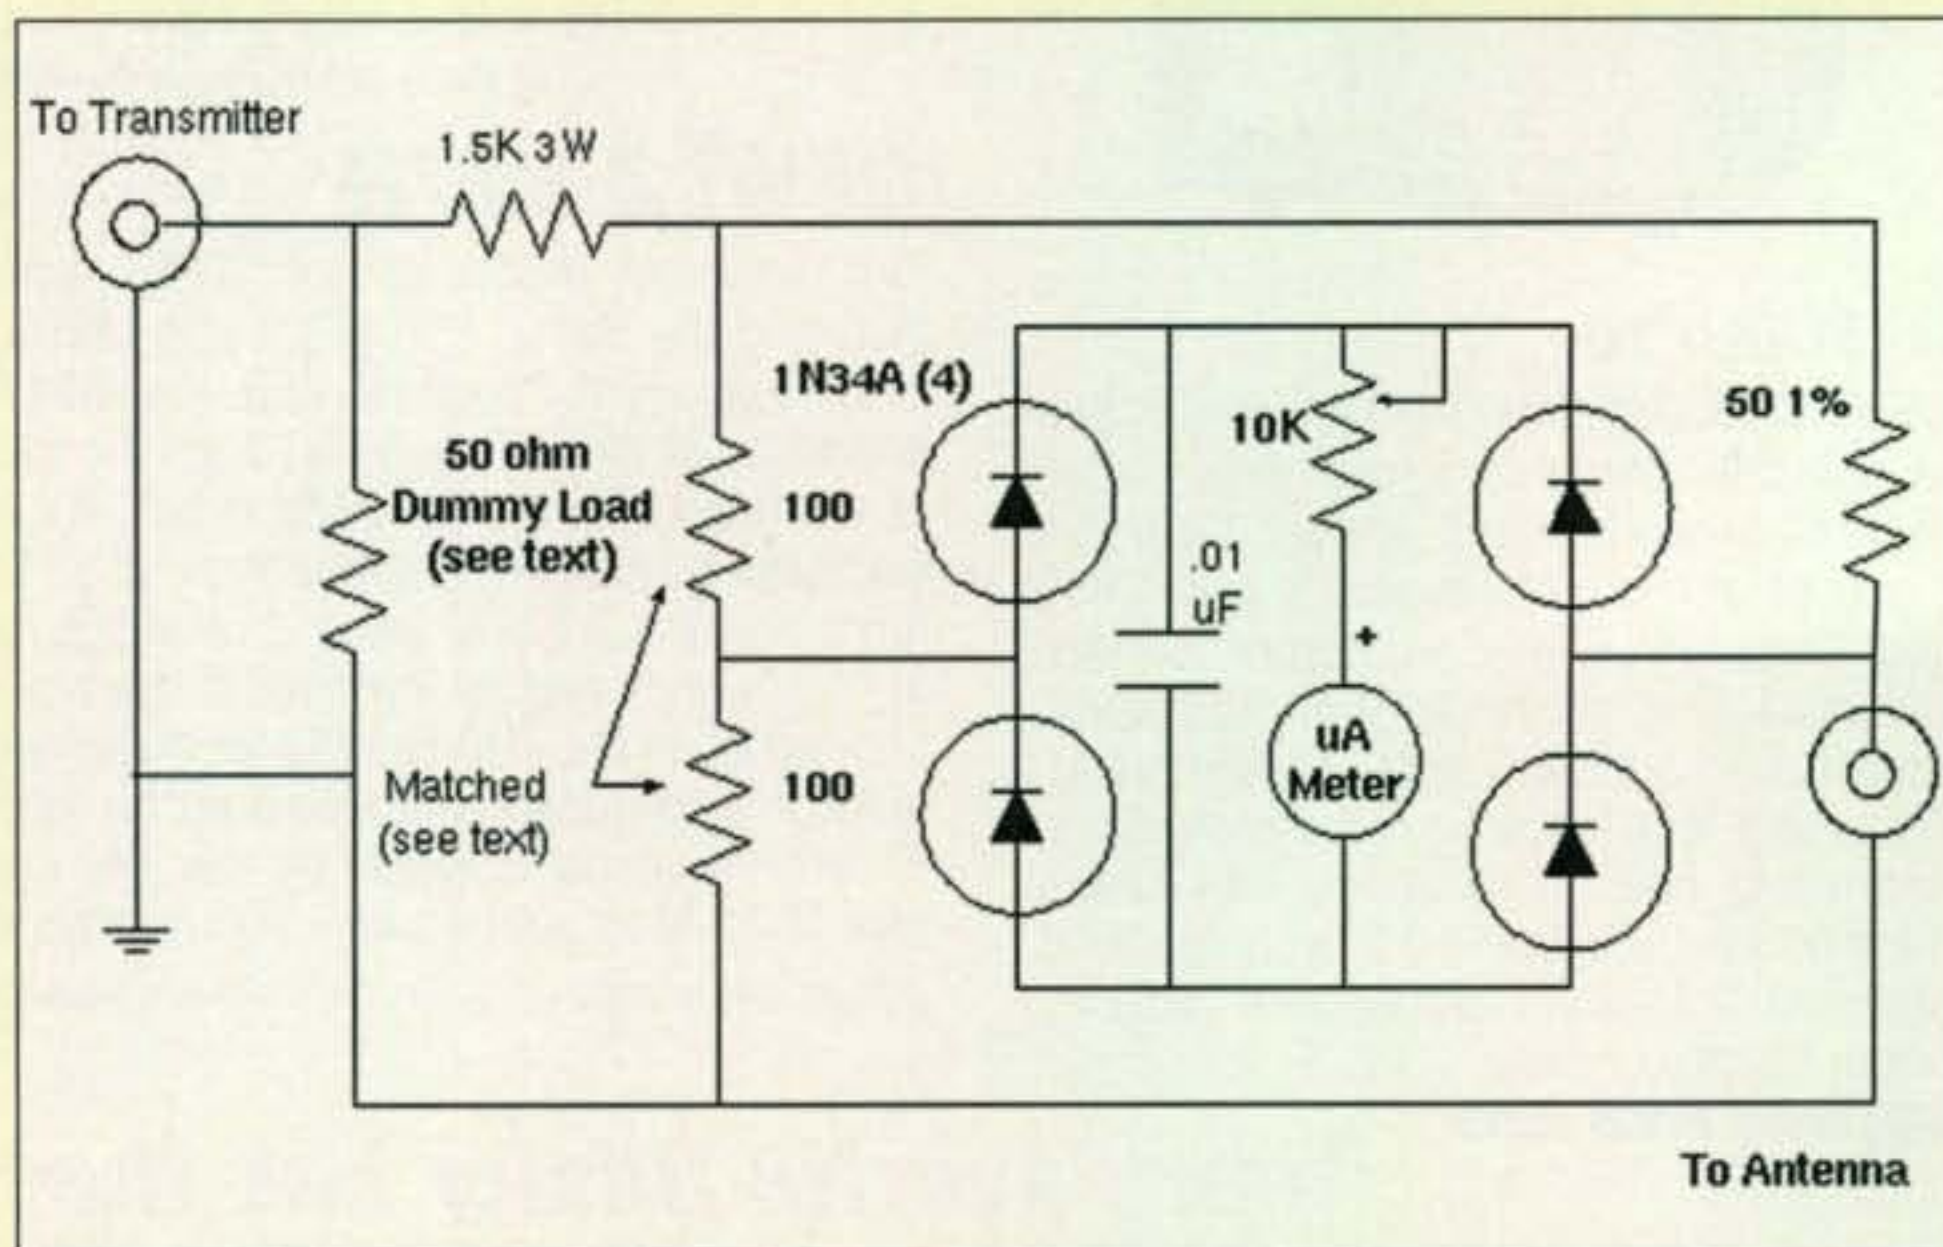 To Transmitter
1.5K 3W
1N34A (4)
50 1%
10K
50 ohm
Dummy Load
(see text)
100
.01
uF
+
uA
Meter
Matched
(see text)
100
To Antenna